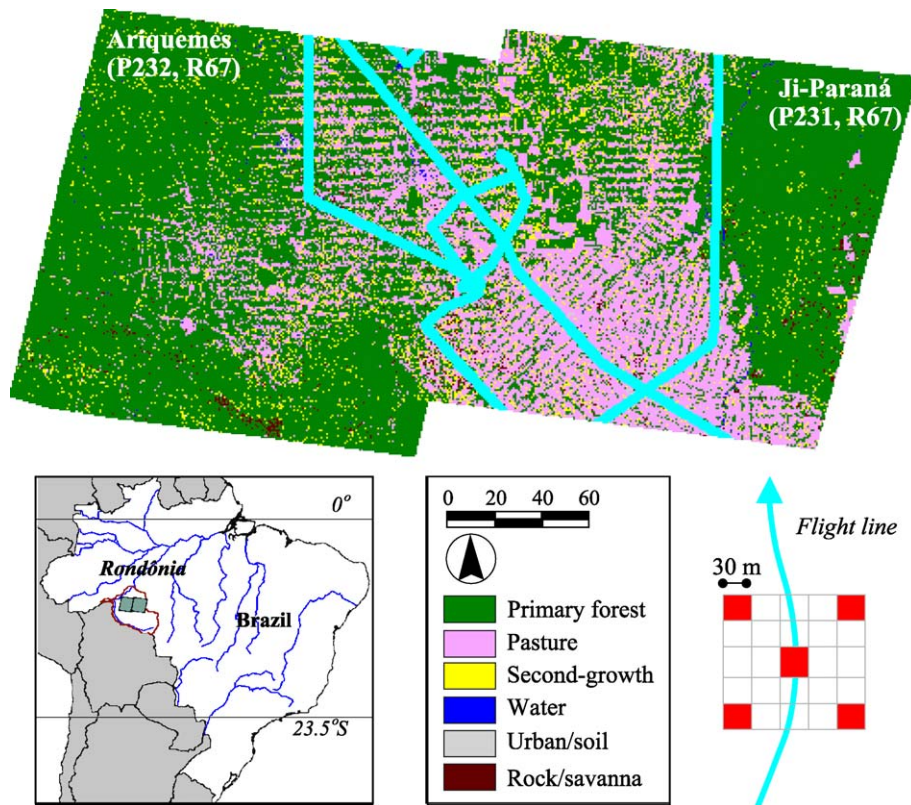 Ariquemes
(P232, R67)
Ji-Paraná
(P231, R67)
0°
Rondônia
Brazil
23.5°S
0 20 40 60
Primary forest
Pasture
Second-growth
Water
Urban/soil
Rock/savanna
Flight line
30 m